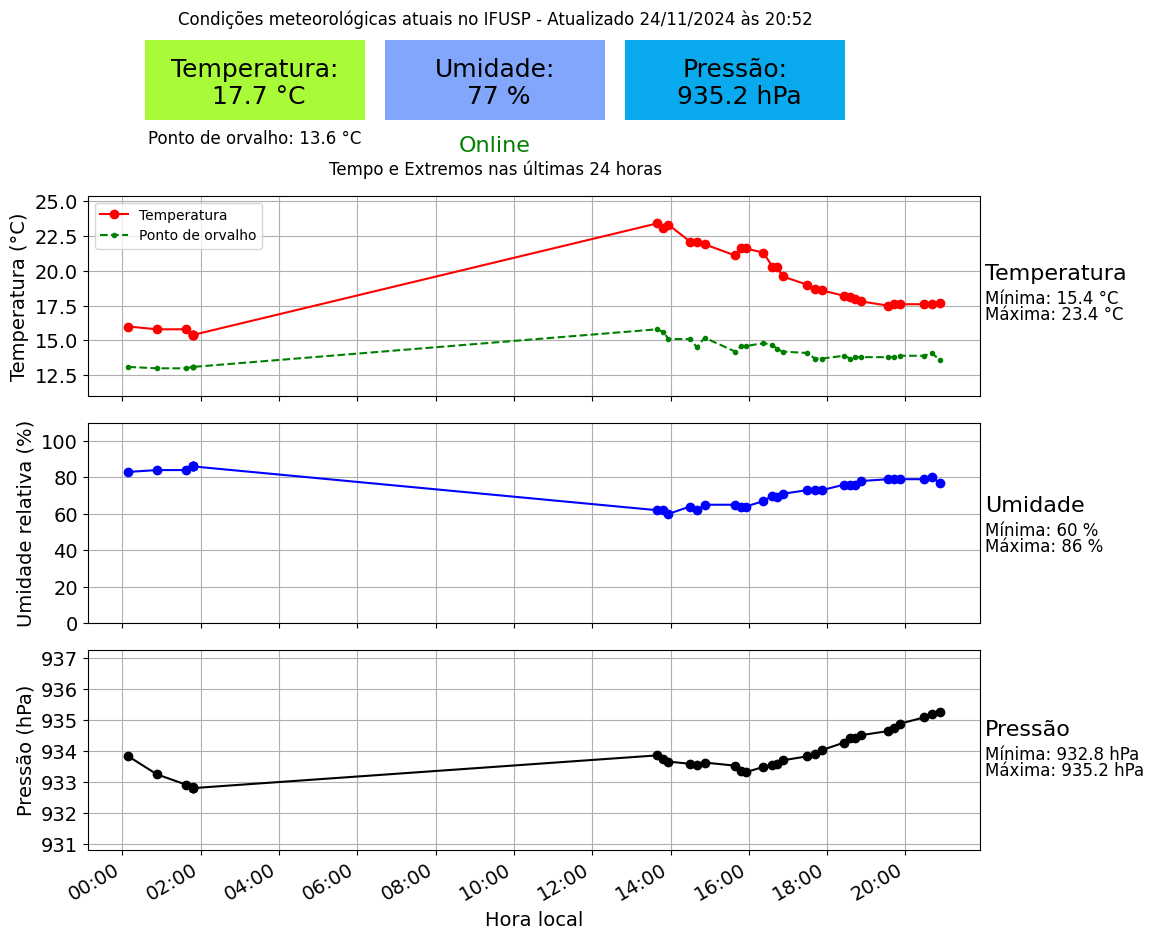 Condições meteorológicas atuais no IFUSP - Atualizado 24/11/2024 às 20:52
Temperatura:
17.7 °C
Umidade:
77 %
Pressão:
935.2 hPa
Ponto de orvalho: 13.6 °C
Online
Tempo e Extremos nas últimas 24 horas
Temperatura (°C)
25.0
22.5
20.0
17.5
15.0
12.5
Temperatura
Ponto de orvalho
Temperatura
Mínima: 15.4 °C
Máxima: 23.4 °C
Umidade relativa (%)
100
80
60
40
20
0
Umidade
Mínima: 60 %
Máxima: 86 %
Pressão (hPa)
937
936
935
934
933
932
931
Pressão
Mínima: 932.8 hPa
Máxima: 935.2 hPa
00:00
02:00
04:00
06:00
08:00
10:00
12:00
14:00
16:00
18:00
20:00
Hora local